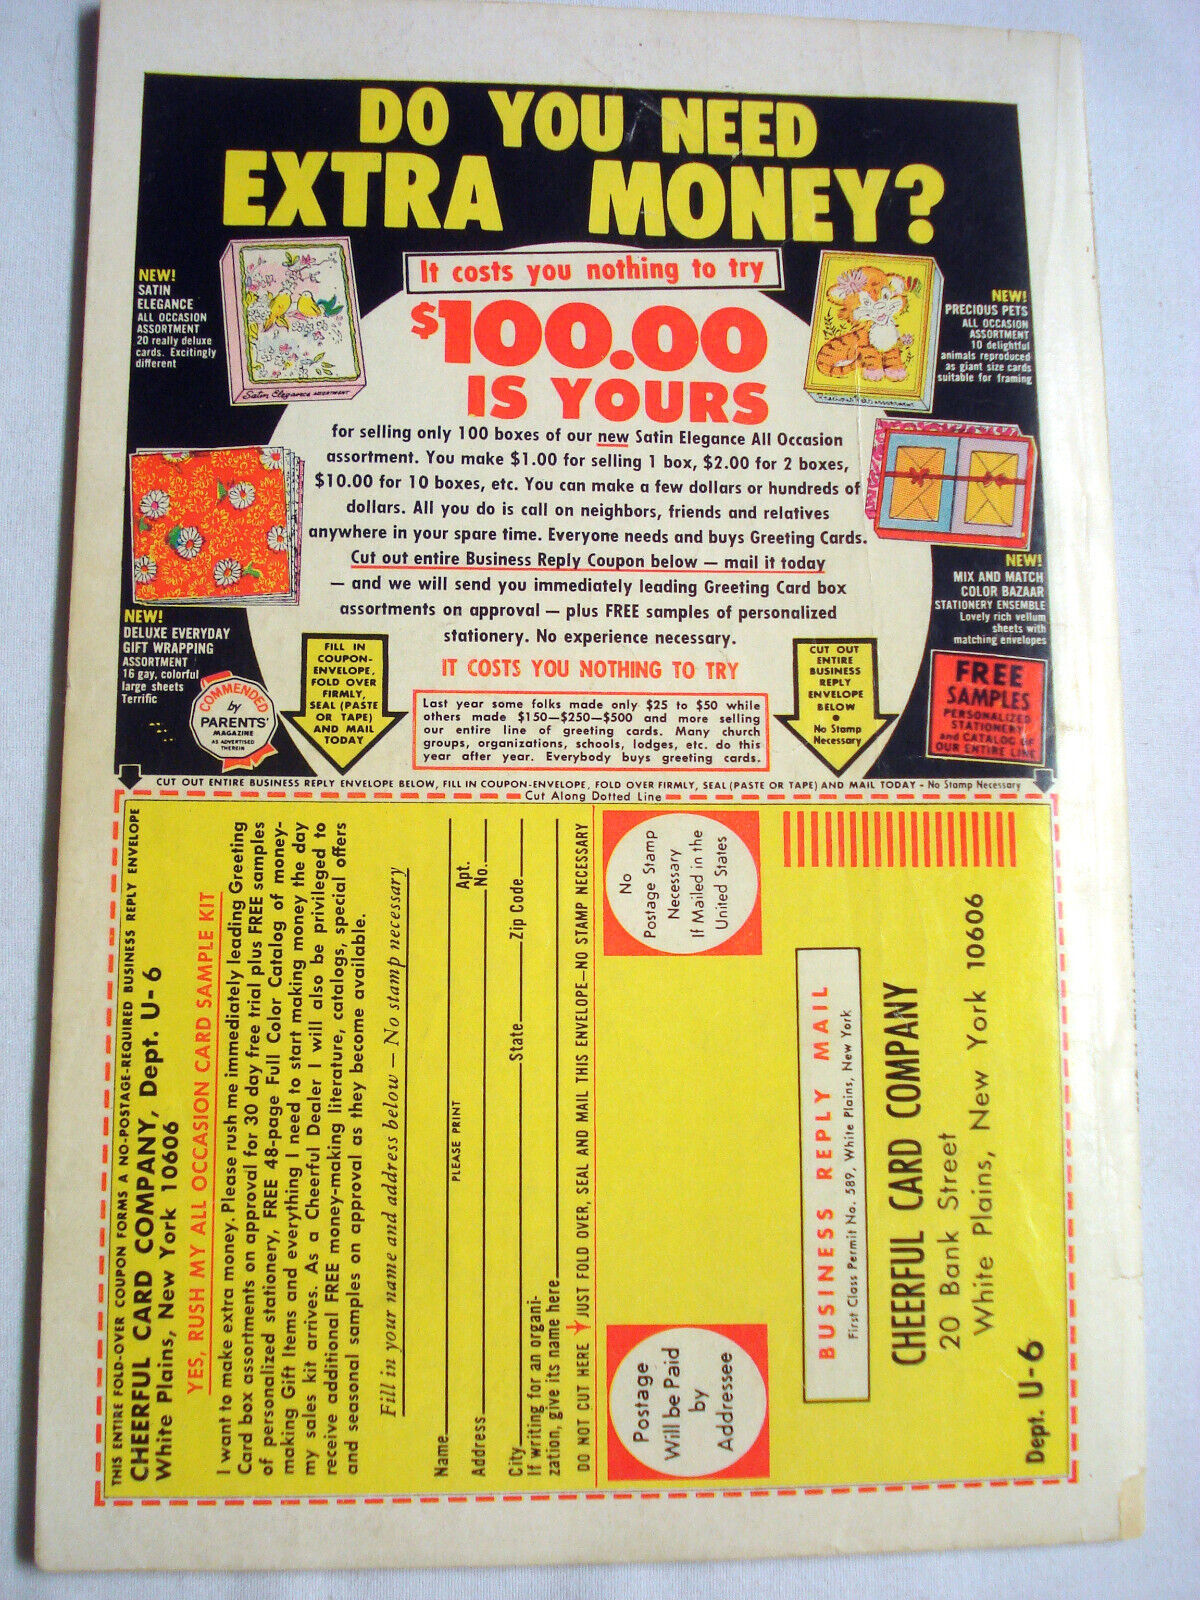 DO YOU NEED
EXTRA MONEY?
It costs you nothing to try
$100.00
IS YOURS
for selling only 100 boxes of our new Satin Elegance All Occasion
assortment. You make $1.00 for selling 1 box, $2.00 for 2 boxes,
$10.00 for 10 boxes, etc. You can make a few dollars or hundreds of
dollars. All you do is call on neighbors, friends and relatives
anywhere in your spare time. Everyone needs and buys Greeting Cards.
Cut out entire Business Reply Coupon below — mail it today
— and we will send you immediately leading Greeting Card box
assortments on approval — plus FREE samples of personalized
stationery. No experience necessary.
IT COSTS YOU NOTHING TO TRY
Last year some folks made only $25 to $50 while
others made $150—$250—$500 and more selling
our entire line of greeting cards. Many church
groups, organizations, schools, lodges, etc. do this
year after year. Everybody buys greeting cards.
NEW!
SATIN
ELEGANCE
ALL OCCASION
ASSORTMENT
20 really deluxe
cards. Excitingly
different
Satin Elegance ASSORTMENT
NEW!
PRECIOUS PETS
ALL OCCASION
ASSORTMENT
10 delightful
animals reproduced
as giant size cards
suitable for framing
Precious Pets ASSORTMENT
NEW!
DELUXE EVERYDAY
GIFT WRAPPING
ASSORTMENT
16 gay, colorful
large sheets
Terrific
NEW!
MIX AND MATCH
COLOR BAZAAR
STATIONERY ENSEMBLE
Lovely rich vellum
sheets with
matching envelopes
COMMENDED
by
PARENTS'
MAGAZINE
AS ADVERTISED
THEREIN
FILL IN
COUPON-
ENVELOPE,
FOLD OVER
FIRMLY,
SEAL (PASTE
OR TAPE)
AND MAIL
TODAY
CUT OUT
ENTIRE
BUSINESS
REPLY
ENVELOPE
BELOW
•
No Stamp
Necessary
FREE
SAMPLES
PERSONALIZED
STATIONERY
and CATALOG of
OUR ENTIRE LINE
CUT OUT ENTIRE BUSINESS REPLY ENVELOPE BELOW, FILL IN COUPON-ENVELOPE, FOLD OVER FIRMLY, SEAL (PASTE OR TAPE) AND MAIL TODAY - No Stamp Necessary
Cut Along Dotted Line
THIS ENTIRE FOLD-OVER COUPON FORMS A NO-POSTAGE-REQUIRED BUSINESS REPLY ENVELOPE
CHEERFUL CARD COMPANY, Dept. U-6
White Plains, New York 10606
YES, RUSH MY ALL OCCASION CARD SAMPLE KIT
I want to make extra money. Please rush me immediately leading Greeting
Card box assortments on approval for 30 day free trial plus FREE samples
of personalized stationery, FREE 48-page Full Color Catalog of money-
making Gift Items and everything I need to start making money the day
my sales kit arrives. As a Cheerful Dealer I will also be privileged to
receive additional FREE money-making literature, catalogs, special offers
and seasonal samples on approval as they become available.
Fill in your name and address below — No stamp necessary
Name
PLEASE PRINT
Address Apt. No.
City State Zip Code
If writing for an organi-
zation, give its name here
DO NOT CUT HERE JUST FOLD OVER, SEAL AND MAIL THIS ENVELOPE—NO STAMP NECESSARY
No
Postage Stamp
Necessary
If Mailed in the
United States
Postage
Will be Paid
by
Addressee
BUSINESS REPLY MAIL
First Class Permit No. 589, White Plains, New York
CHEERFUL CARD COMPANY
20 Bank Street
White Plains, New York 10606
Dept. U-6